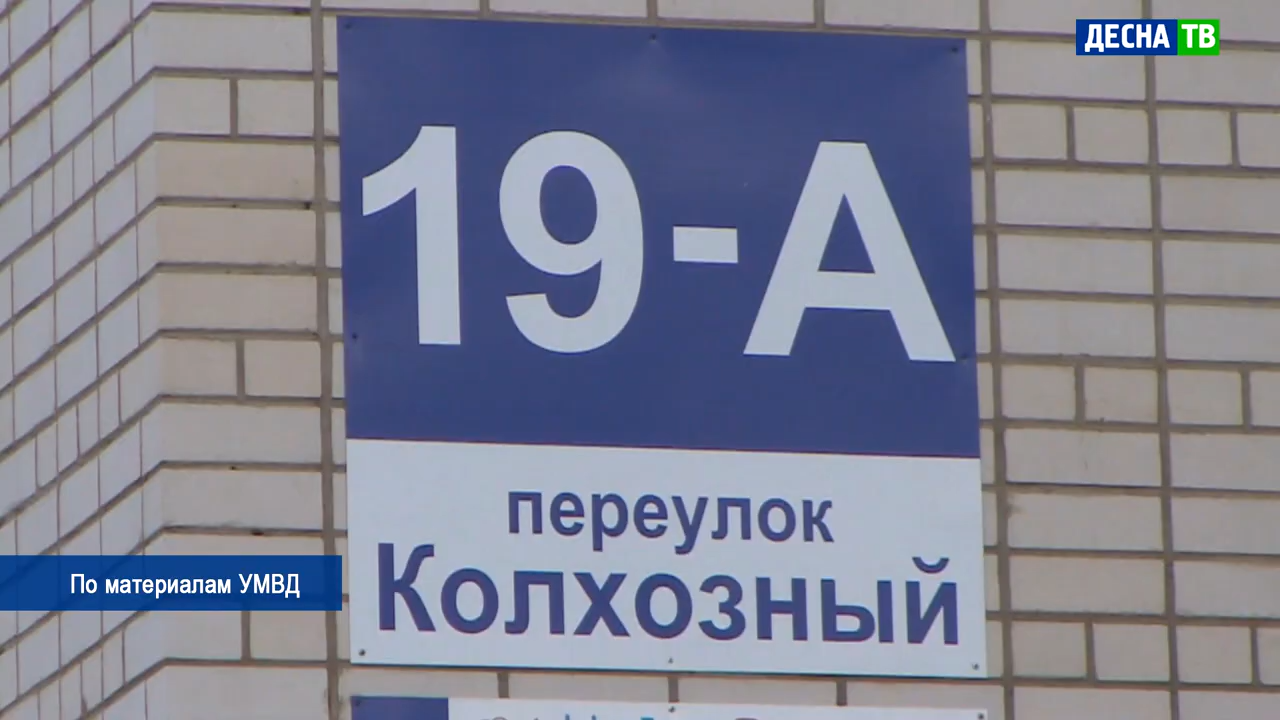 ДЕСНА ТВ
19-А
переулок
Колхозный
По материалам УМВД